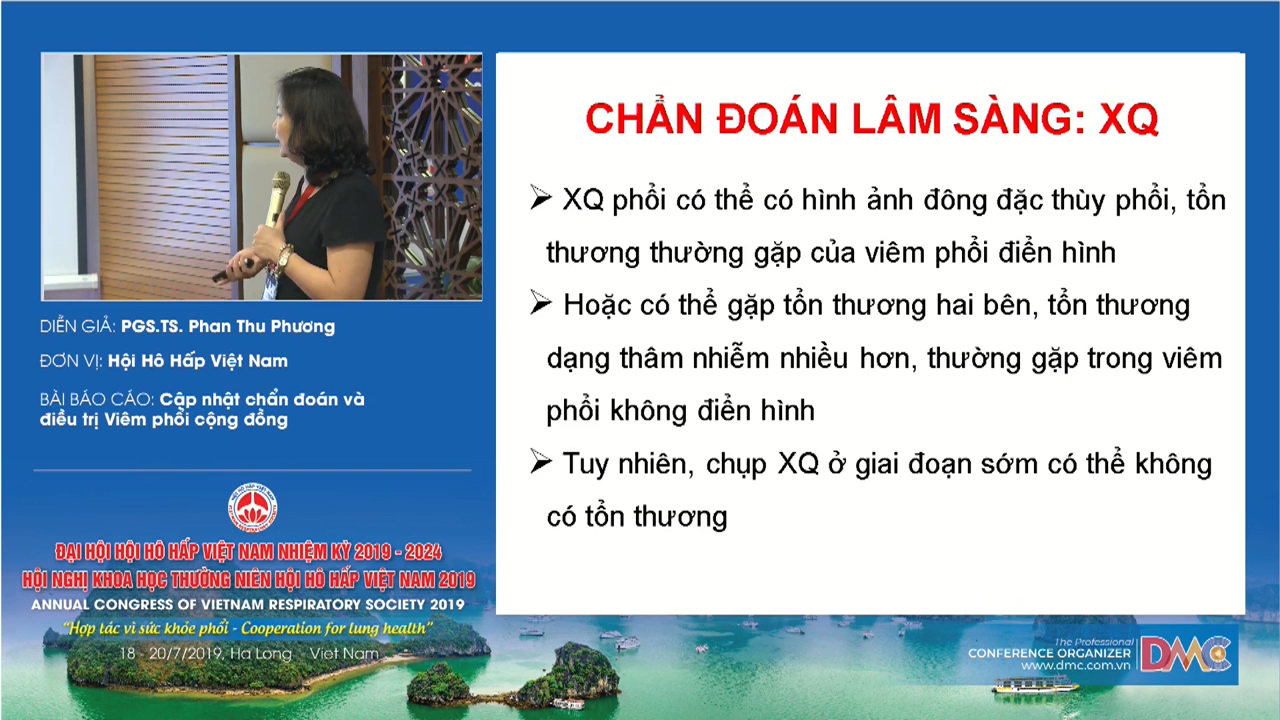 CHẨN ĐOÁN LÂM SÀNG: XQ
XQ phổi có thể có hình ảnh đông đặc thùy phổi, tổn
thương thường gặp của viêm phổi điển hình
Hoặc có thể gặp tổn thương hai bên, tổn thương
dạng thâm nhiễm nhiều hơn, thường gặp trong viêm
phổi không điển hình
Tuy nhiên, chụp XQ ở giai đoạn sớm có thể không
có tổn thương
DIỄN GIẢ: PGS.TS. Phan Thu Phương
ĐƠN VỊ: Hội Hô Hấp Việt Nam
BÀI BÁO CÁO: Cập nhật chẩn đoán và
điều trị Viêm phổi cộng đồng
ĐẠI HỘI HỘI HÔ HẤP VIỆT NAM NHIỆM KỲ 2019 - 2024
HỘI NGHỊ KHOA HỌC THƯỜNG NIÊN HỘI HÔ HẤP VIỆT NAM 2019
ANNUAL CONGRESS OF VIETNAM RESPIRATORY SOCIETY 2019
"Hợp tác vì sức khỏe phổi - Cooperation for lung health"
18 - 20/7/2019, Ha Long Viet Nam
The Professional
CONFERENCE ORGANIZER
www.dmc.com.vn
DMC